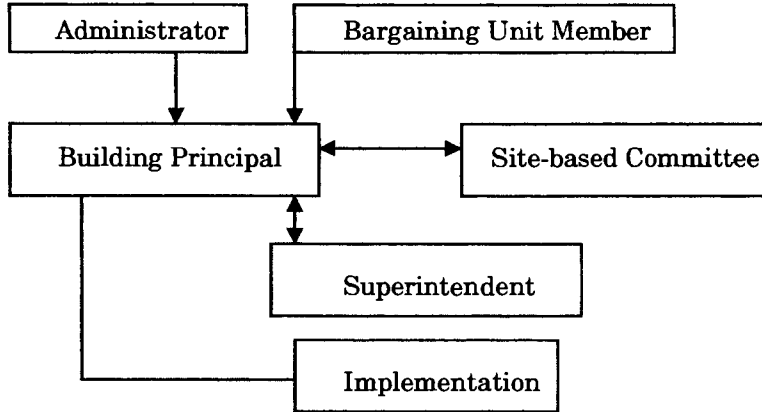 Administrator
Bargaining Unit Member
Building Principal
Site-based Committee
Superintendent
Implementation